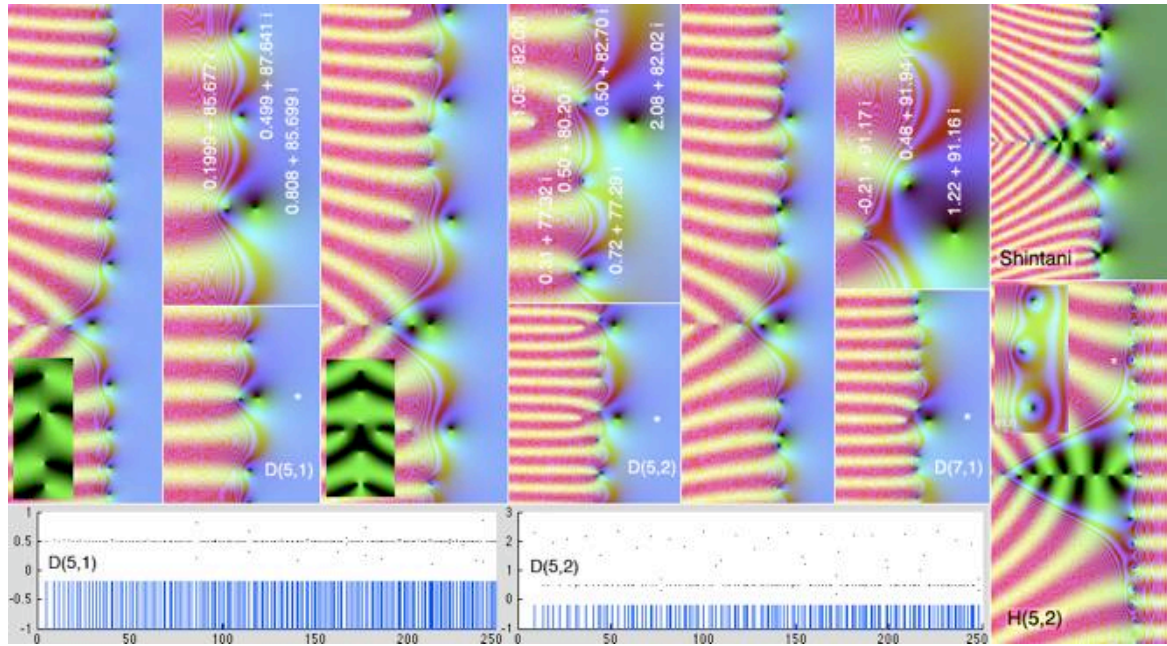 0.1999 + 85.677 i
0.499 + 87.641 i
0.808 + 85.699 i
D(5,1)
1.05 + 82.02 i
0.31 + 77.32 i
0.50 + 80.20 i
0.50 + 82.70 i
0.72 + 77.29 i
2.08 + 82.02 i
D(5,2)
-0.21 + 91.17 i
0.48 + 91.94 i
1.22 + 91.16 i
D(7,1)
Shintani
H(5,2)
1
0.5
0
-0.5
-1
D(5,1)
0 50 100 150 200 250
3
2
1
0
-1
D(5,2)
0 50 100 150 200 250